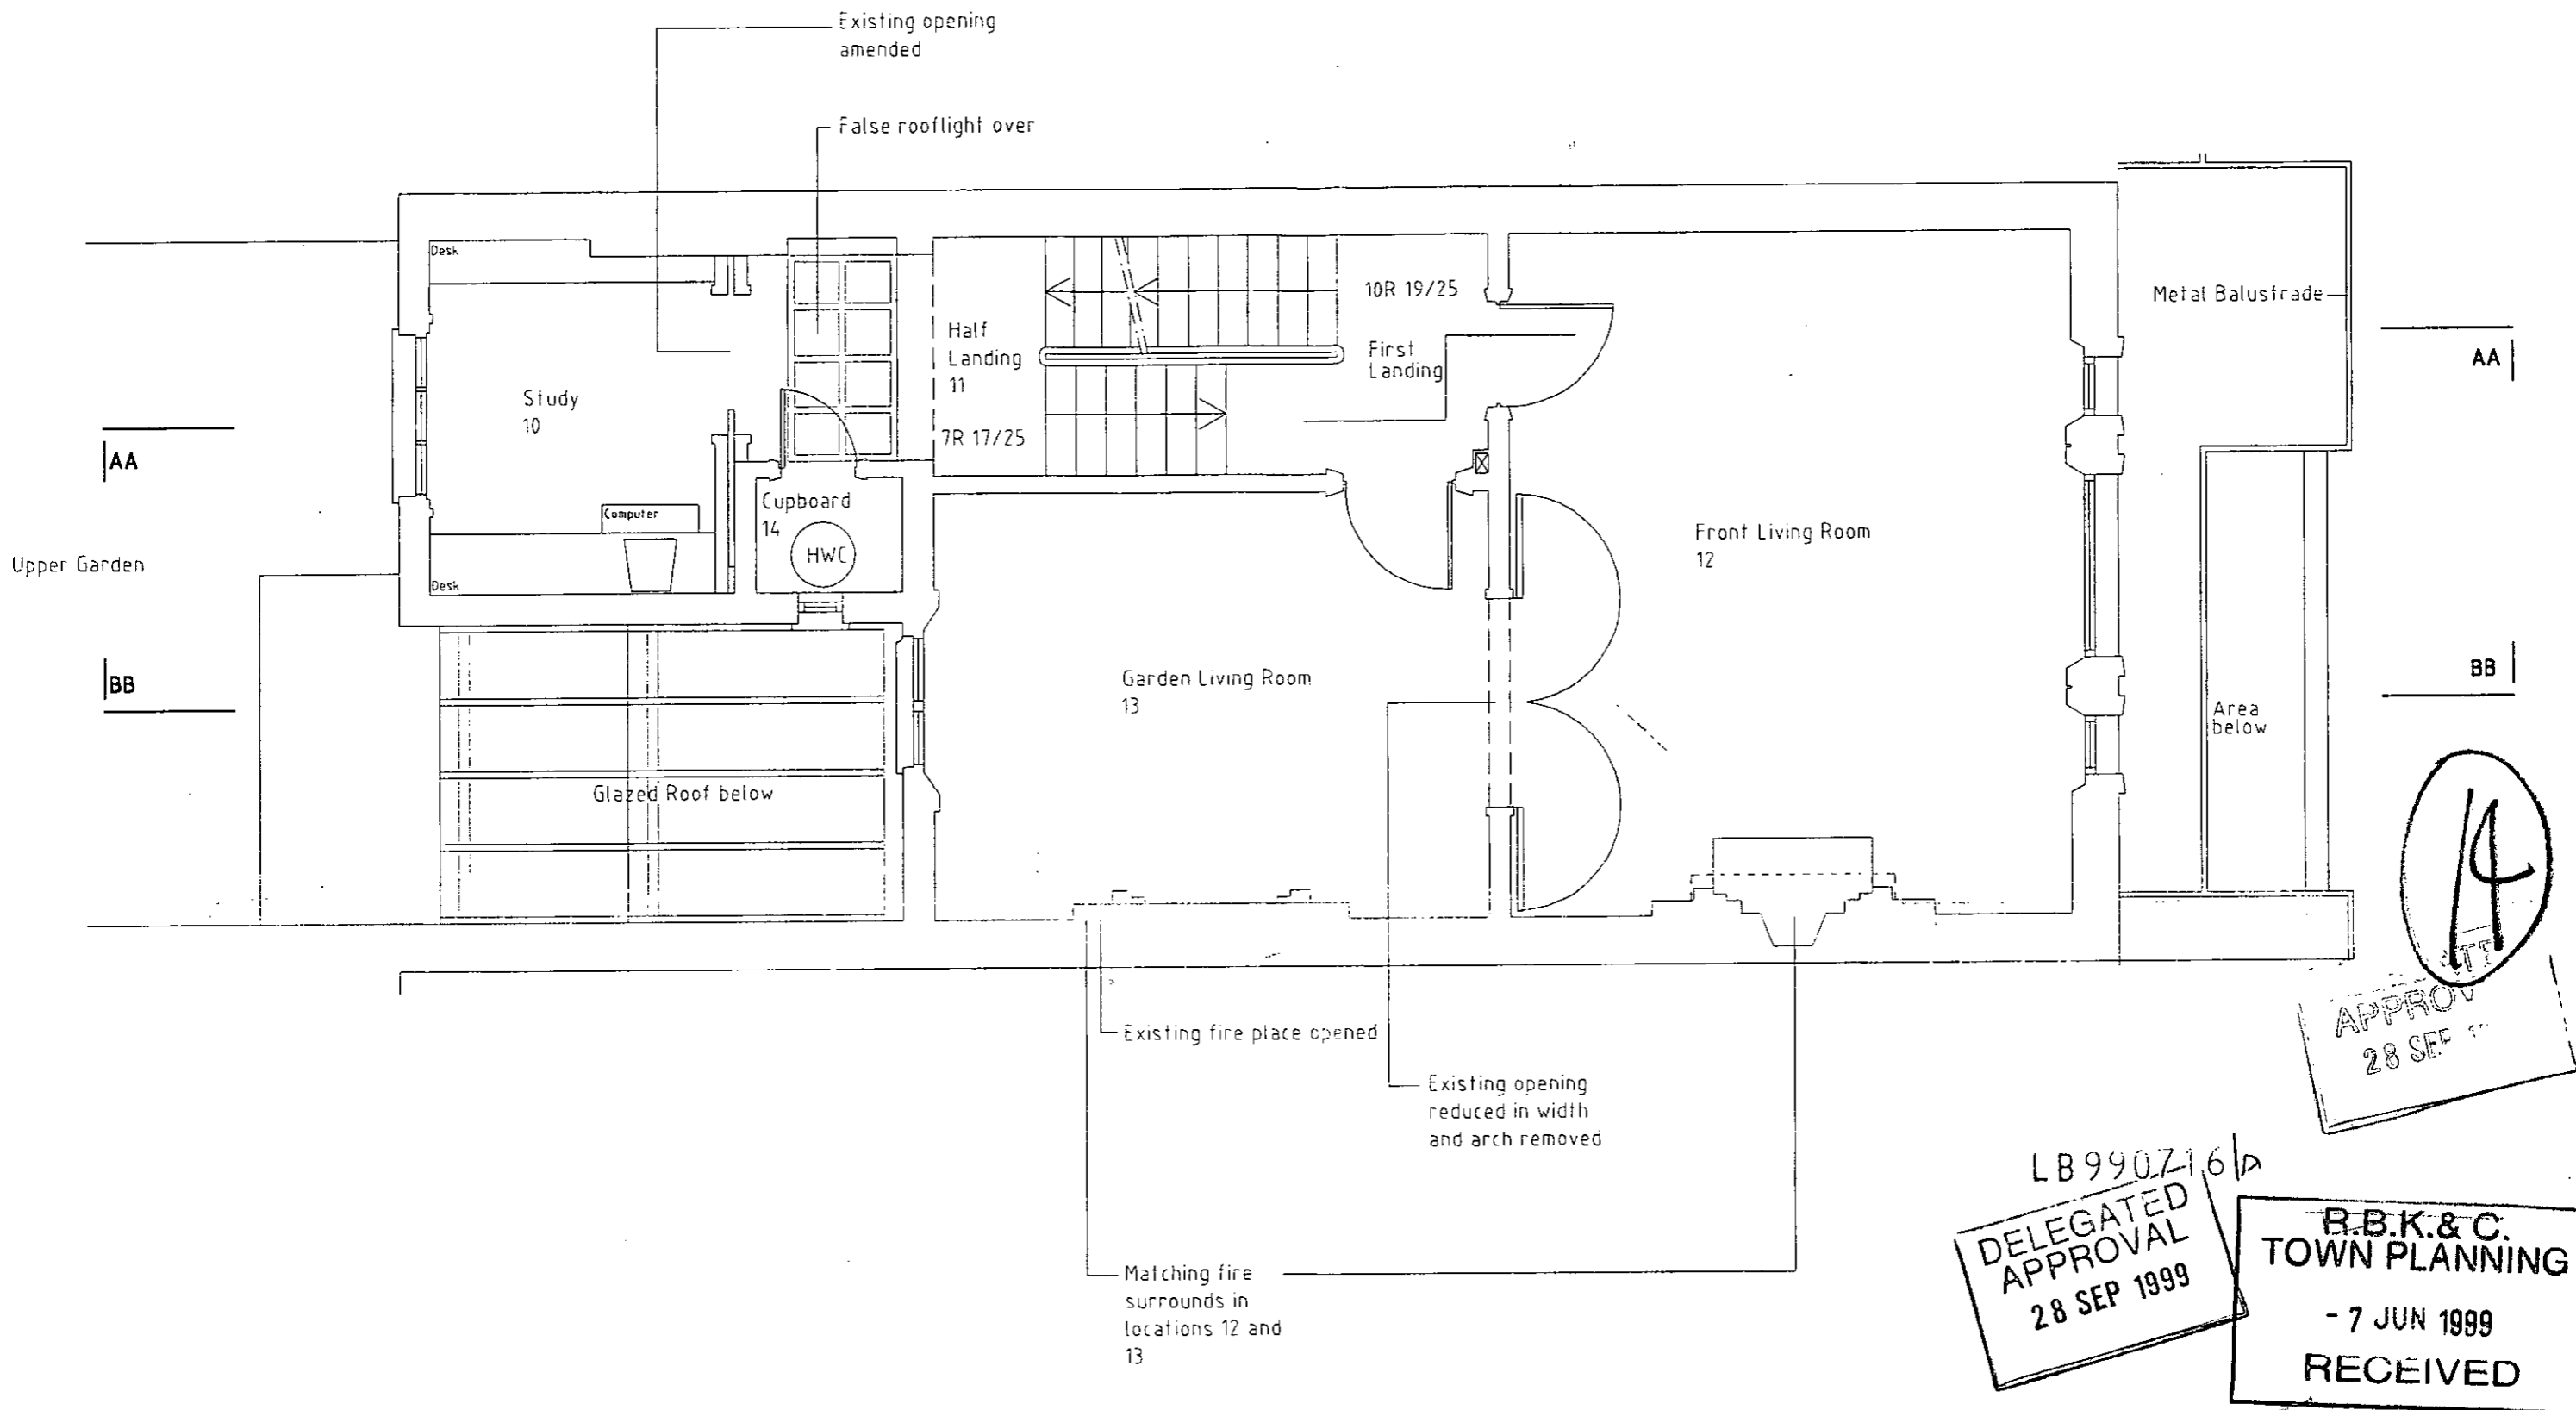 Existing opening
amended
False rooflight over
Desk
Half
Landing
11
10R 19/25
First
Landing
Metal Balustrade
AA
AA
Study
10
7R 17/25
Cupboard
14
HWC
Computer
Desk
Upper Garden
Front Living Room
12
Garden Living Room
13
BB
BB
Area
below
Glazed Roof below
14
APPROV
28 SEP
Existing fire place opened
Existing opening
reduced in width
and arch removed
Matching fire
surrounds in
locations 12 and
13
LB990716/A
DELEGATED
APPROVAL
28 SEP 1999
R.B.K.& C.
TOWN PLANNING
- 7 JUN 1999
RECEIVED